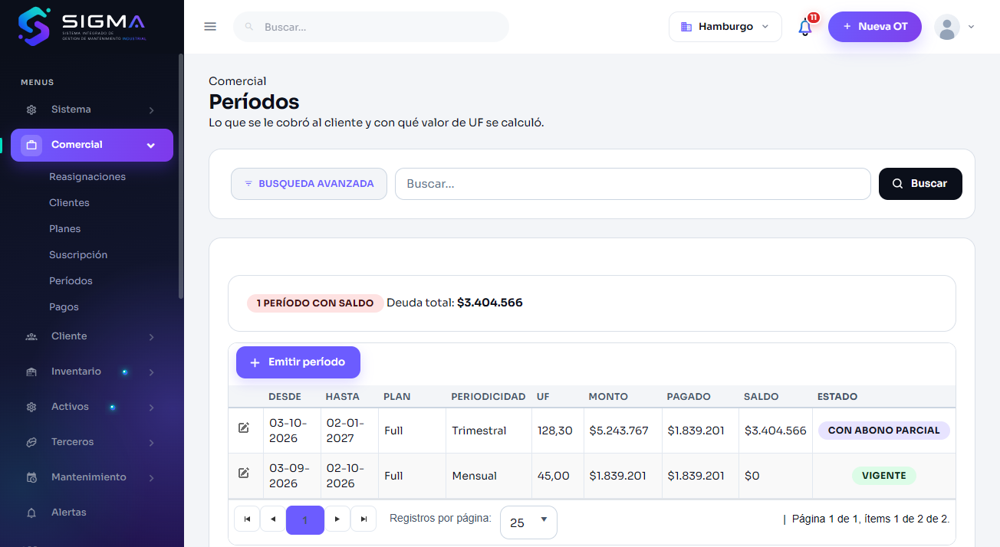 SIGMA
SISTEMA INTEGRADO DE
GESTIÓN DE MANTENIMIENTO INDUSTRIAL
Buscar...
Hamburgo
11
+ Nueva OT
MENUS
Sistema
Comercial
Reasignaciones
Clientes
Planes
Suscripción
Períodos
Pagos
Cliente
Inventario
Activos
Terceros
Mantenimiento
Alertas
Comercial
Períodos
Lo que se le cobró al cliente y con qué valor de UF se calculó.
BUSQUEDA AVANZADA
Buscar...
Buscar
1 PERÍODO CON SALDO Deuda total: $3.404.566
+ Emitir período
DESDE HASTA PLAN PERIODICIDAD UF MONTO PAGADO SALDO ESTADO
03-10-2026 02-01-2027 Full Trimestral 128,30 $5.243.767 $1.839.201 $3.404.566 CON ABONO PARCIAL
03-09-2026 02-10-2026 Full Mensual 45,00 $1.839.201 $1.839.201 $0 VIGENTE
1 Registros por página: 25 | Página 1 de 1, ítems 1 de 2 de 2.